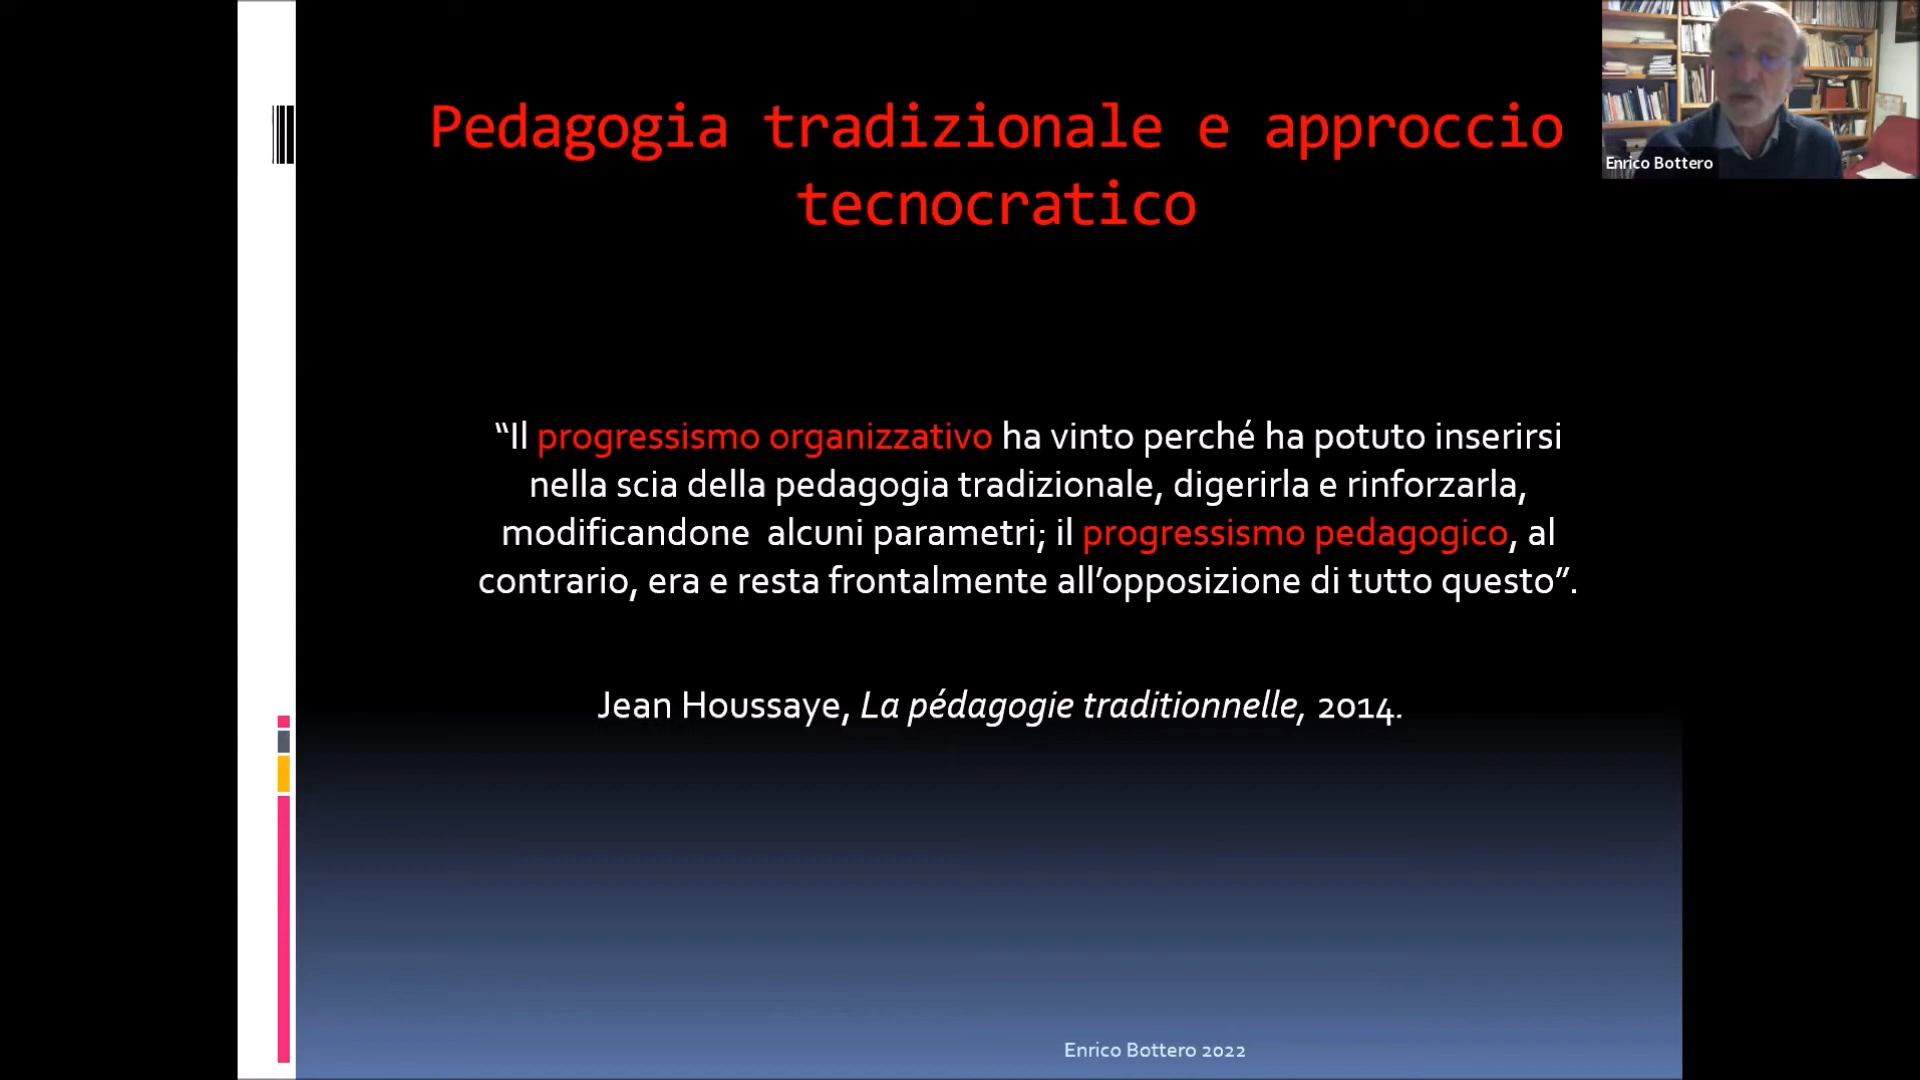 Pedagogia tradizionale e approccio
tecnocratico
Enrico Bottero
“Il progressismo organizzativo ha vinto perché ha potuto inserirsi
nella scia della pedagogia tradizionale, digerirla e rinforzarla,
modificandone alcuni parametri; il progressismo pedagogico, al
contrario, era e resta frontalmente all’opposizione di tutto questo”.
Jean Houssaye, La pédagogie traditionnelle, 2014.
Enrico Bottero 2022